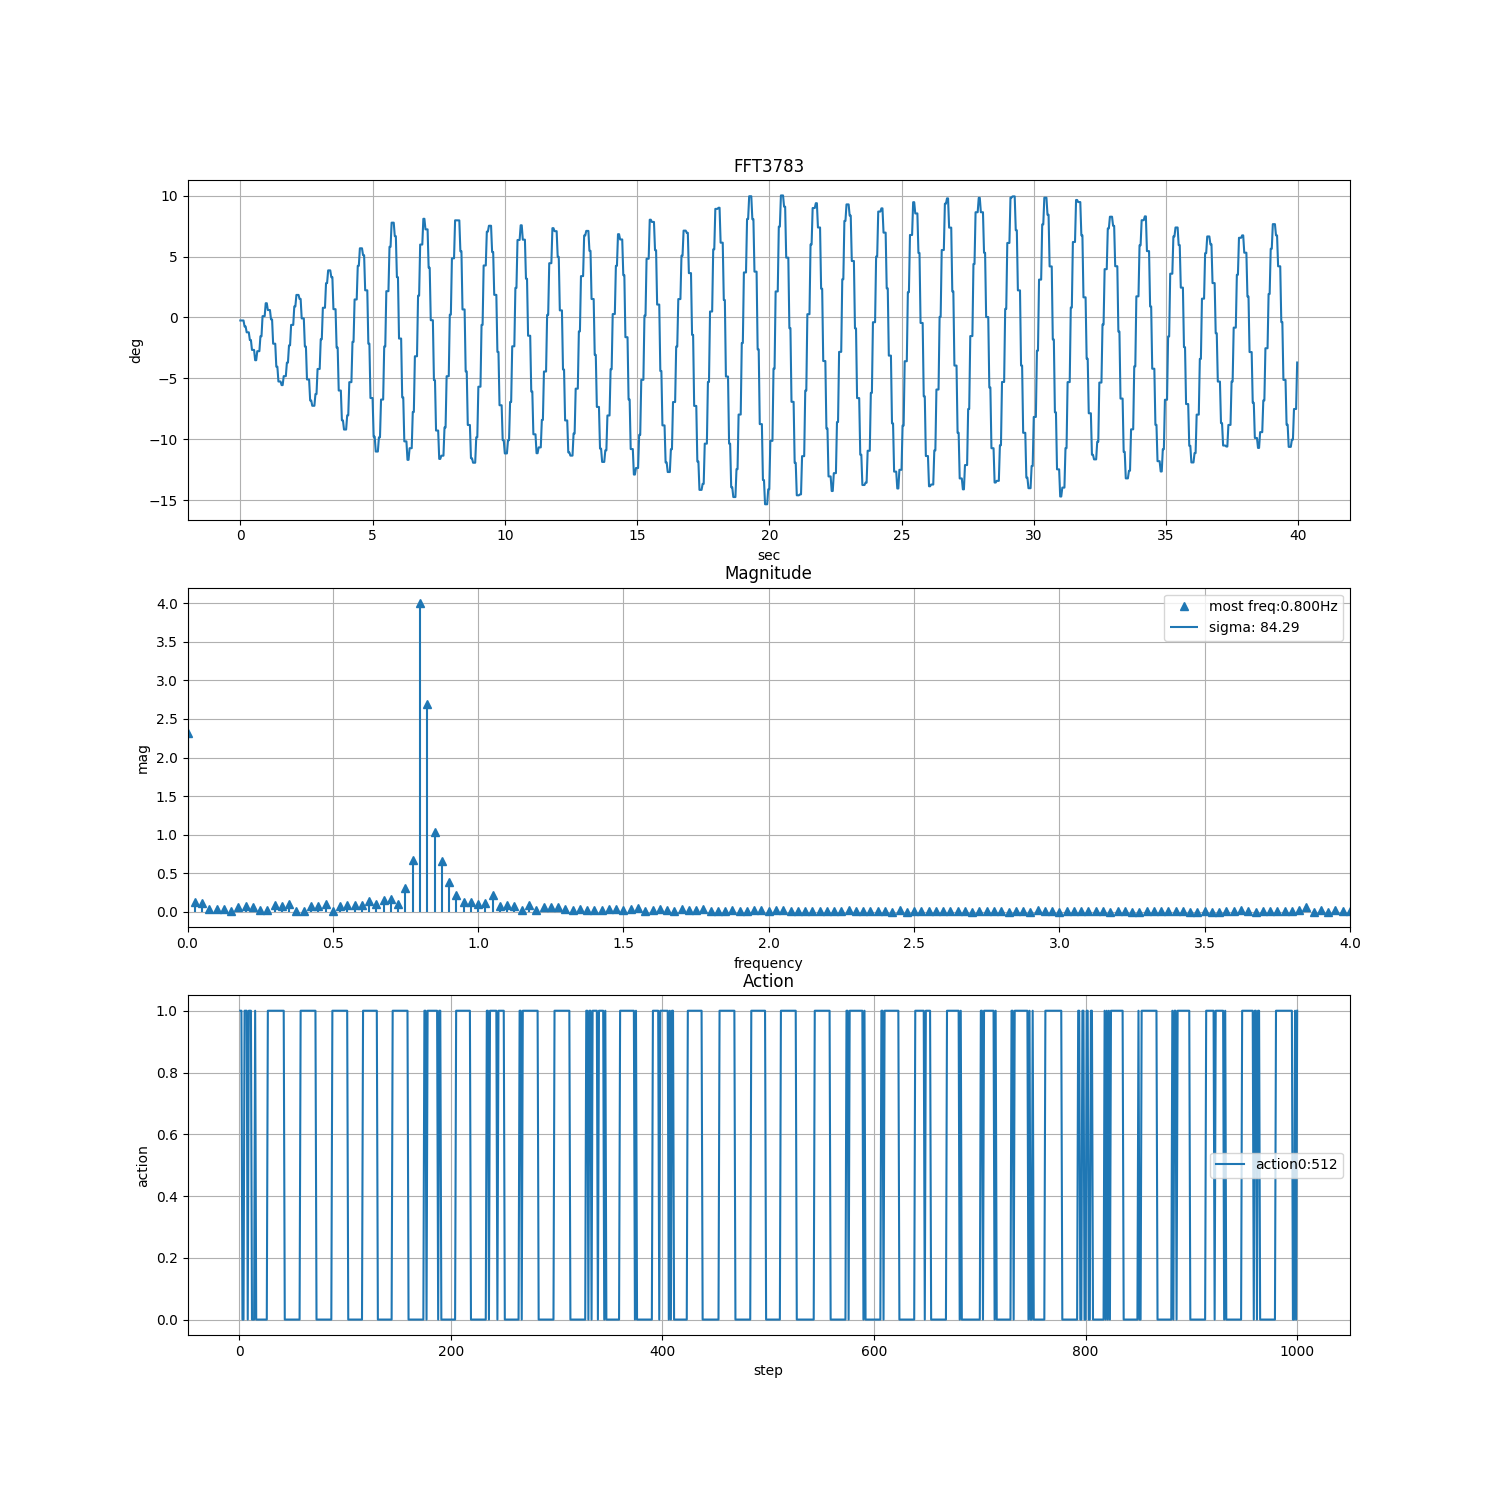 FFT3783
10
5
0
−5
−10
−15
deg
0 5 10 15 20 25 30 35 40
sec
Magnitude
4.0
3.5
3.0
2.5
2.0
1.5
1.0
0.5
0.0
mag
most freq:0.800Hz
sigma: 84.29
0.0 0.5 1.0 1.5 2.0 2.5 3.0 3.5 4.0
frequency
Action
1.0
0.8
0.6
0.4
0.2
0.0
action
action0:512
0 200 400 600 800 1000
step